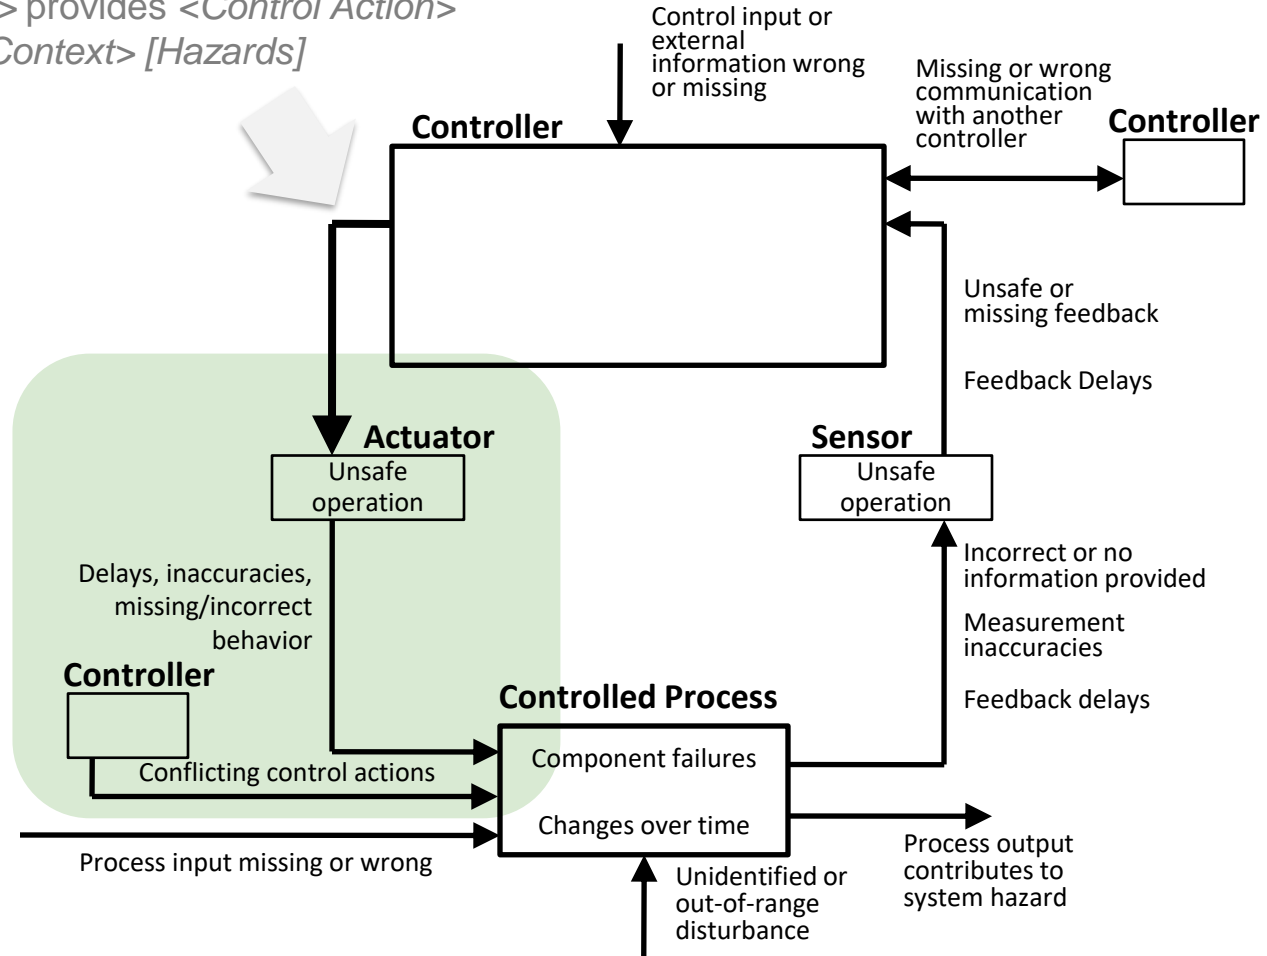 > provides <Control Action>
Context> [Hazards]
Control input or
external
information wrong
or missing
Missing or wrong
communication
with another
controller
Controller
Controller
Unsafe or
missing feedback
Feedback Delays
Actuator
Unsafe
operation
Sensor
Unsafe
operation
Delays, inaccuracies,
missing/incorrect
behavior
Incorrect or no
information provided
Measurement
inaccuracies
Feedback delays
Controller
Conflicting control actions
Controlled Process
Component failures
Changes over time
Process input missing or wrong
Unidentified or
out-of-range
disturbance
Process output
contributes to
system hazard